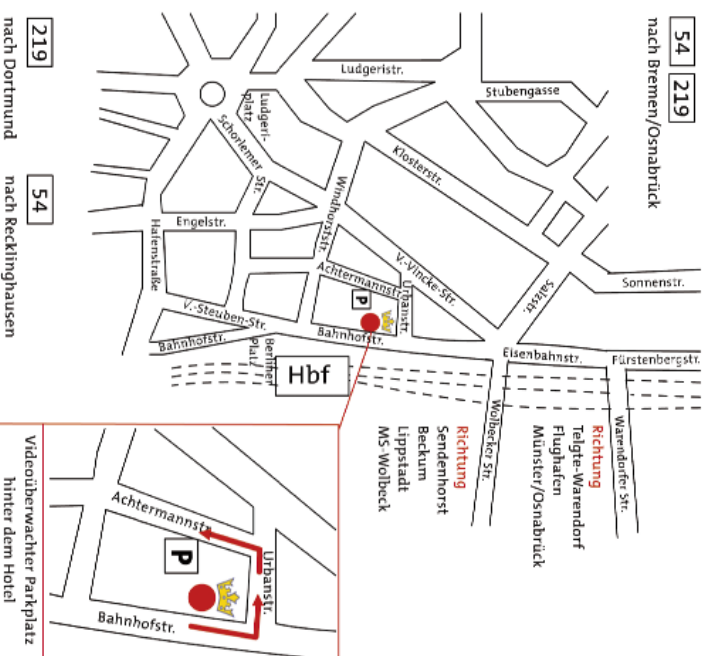 54 219
nach Bremen/Osnabrück
219
nach Dortmund
54
nach Recklinghausen
Ludgeristr.
Stubengasse
Ludgeri-
platz
Schorlemer Str.
Klosterstr.
Windhorststr.
Engelstr.
Hafenstraße
V.-Vincke-Str.
Achtermannstr.
Urbanstr.
P
Salzstr.
Sonnenstr.
V.-Steuben-Str.
Bahnhofstr.
Bahnhofstr.
Berliner
Platz
Hbf
Eisenbahnstr.
Fürstenbergstr.
Wolbecker Str.
Warendorfer Str.
Richtung
Telgte-Warendorf
Flughafen
Münster/Osnabrück
Richtung
Sendenhorst
Beckum
Lippstadt
MS-Wolbeck
Achtermannstr.
Urbanstr.
P
Bahnhofstr.
Videoüberwachter Parkplatz
hinter dem Hotel